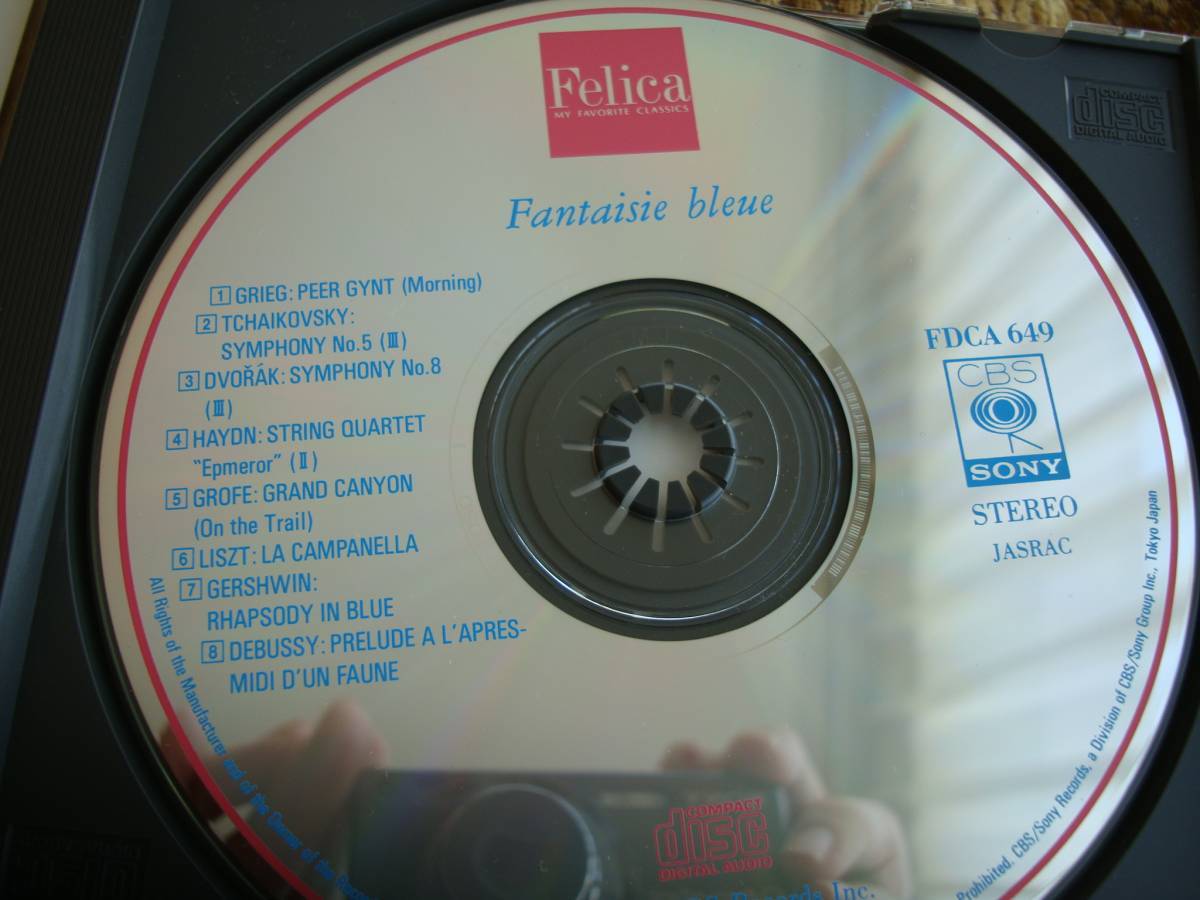 Felica
MY FAVORITE CLASSICS
Fantaisie bleue
1 GRIEG: PEER GYNT (Morning)
2 TCHAIKOVSKY:
SYMPHONY No.5 (Ⅲ)
3 DVOŘÁK: SYMPHONY No.8
(Ⅲ)
4 HAYDN: STRING QUARTET
"Epmeror" (Ⅱ)
5 GROFE: GRAND CANYON
(On the Trail)
6 LISZT: LA CAMPANELLA
7 GERSHWIN:
RHAPSODY IN BLUE
8 DEBUSSY: PRELUDE A L'APRES-
MIDI D'UN FAUNE
FDCA 649
CBS
SONY
STEREO
JASRAC
COMPACT
disc
DIGITAL AUDIO
COMPACT
disc
DIGITAL AUDIO
All Rights of the Manufacturer and of the Owner of the
Prohibited. CBS/Sony Records, a Division of CBS/Sony Group Inc., Tokyo Japan
Records Inc.